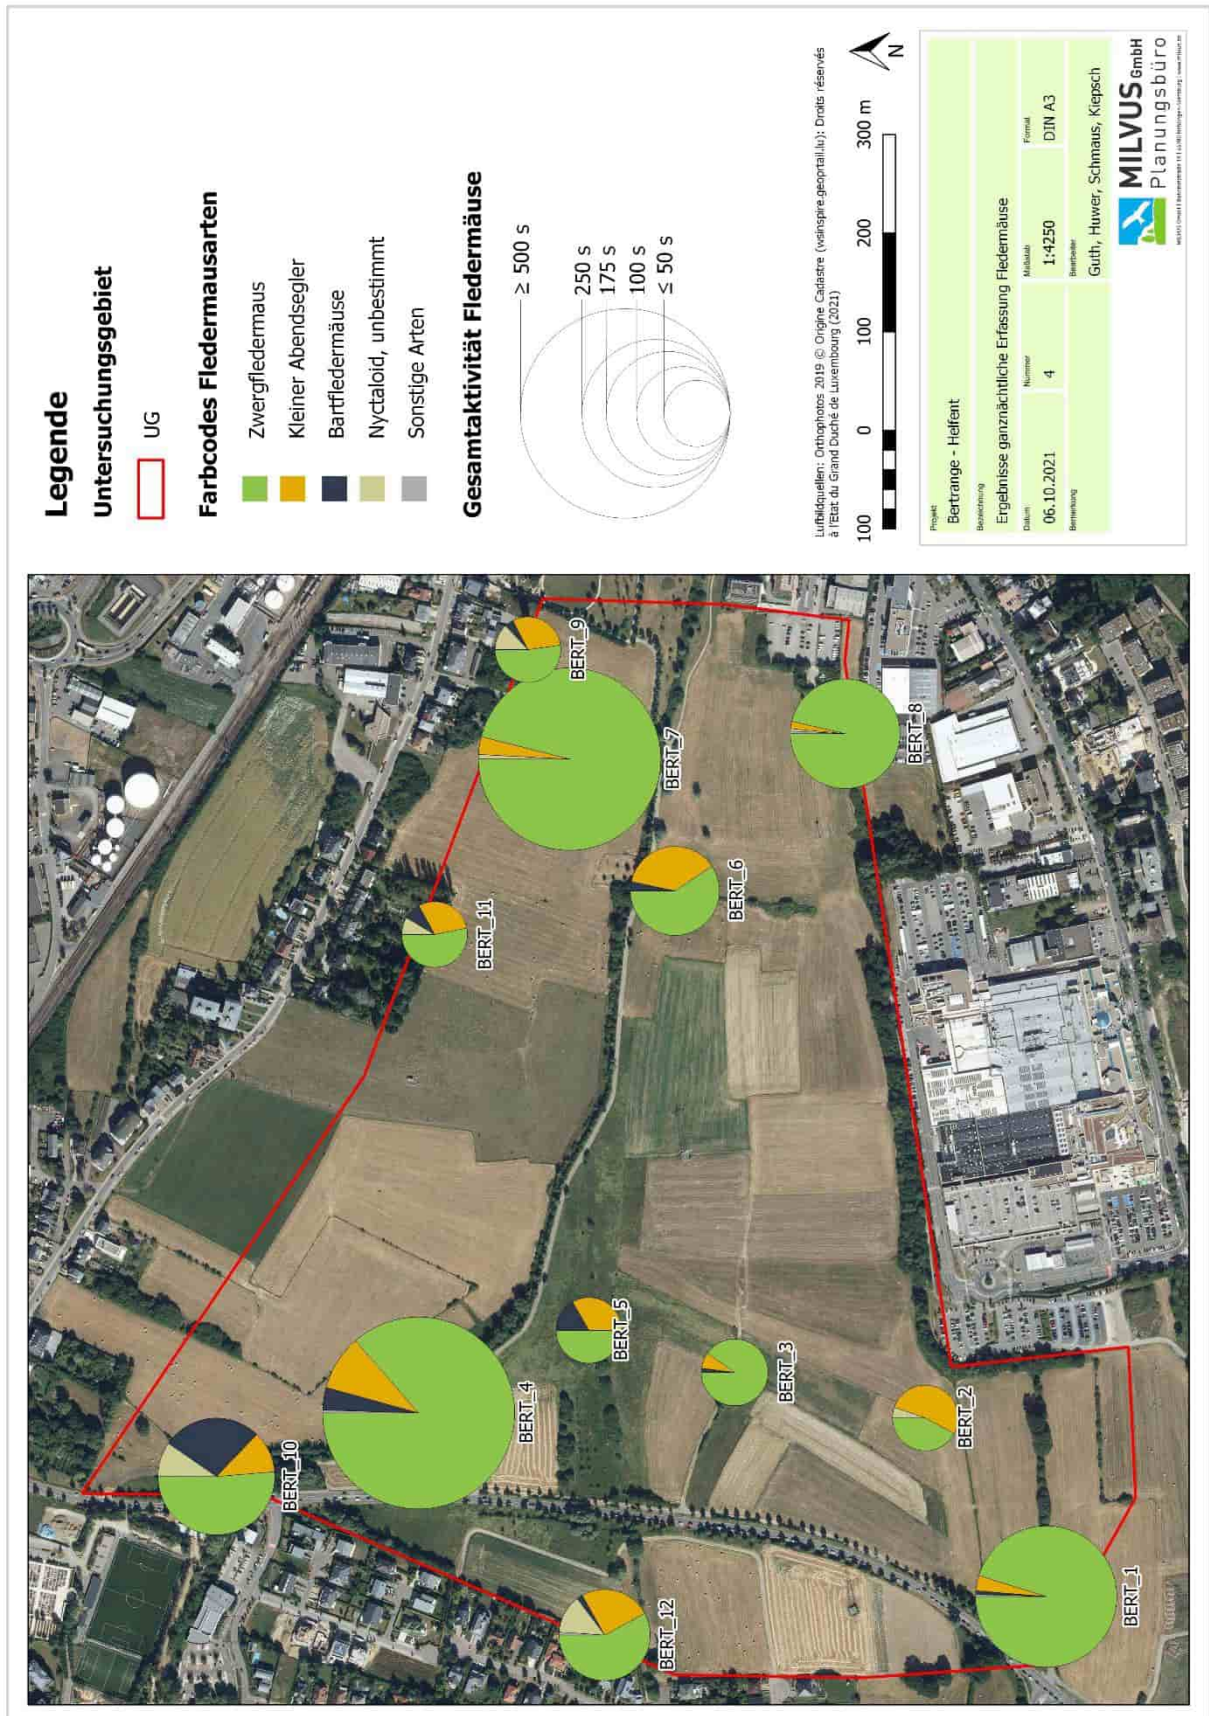 Legende
Untersuchungsgebiet
UG
Farbcodes Fledermausarten
Zwergfledermaus
Kleiner Abendsegler
Bartfledermäuse
Nyctaloid, unbestimmt
Sonstige Arten
Gesamtaktivität Fledermäuse
≥ 500 s
250 s
175 s
100 s
≤ 50 s
Luftbildquellen: Orthophotos 2019 © Origine Cadastre (wsinspire.geoprtail.lu): Droits réservés
à l'Etat du Grand Duché de Luxembourg (2021)
100 0 100 200 300 m
N
Projekt
Bertrange - Helfent
Bezeichnung
Ergebnisse ganznächtliche Erfassung Fledermäuse
Datum Nummer Maßstab Format
06.10.2021 4 1:4250 DIN A3
Bemerkung Bearbeiter
Guth, Huwer, Schmaus, Kiepsch
MILVUS GmbH
Planungsbüro
BERT_10
BERT_4
BERT_12
BERT_5
BERT_3
BERT_2
BERT_1
BERT_11
BERT_9
BERT_7
BERT_6
BERT_8